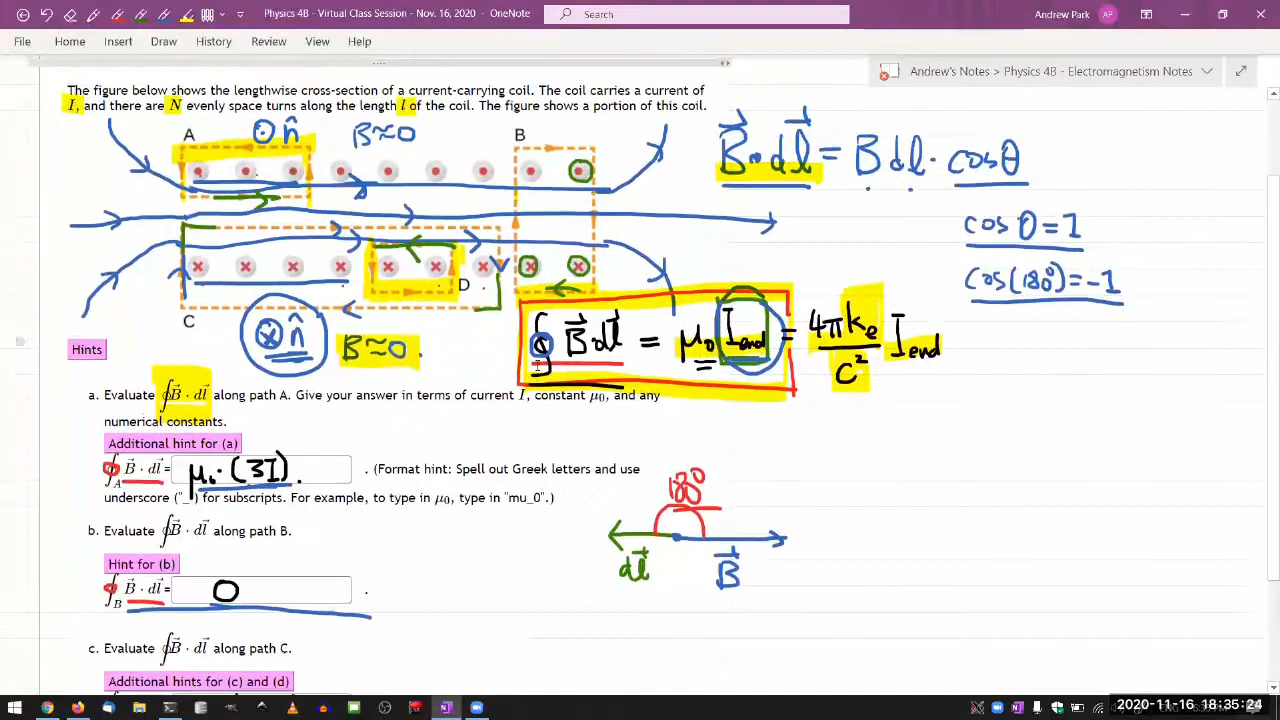 Physics 4B - Virtual Class Session - Nov. 16, 2020 - OneNote
Search
Andrew Park
AP
File Home Insert Draw History Review View Help
Andrew's Notes > Physics 4B - Electromagnetism Notes
The figure below shows the lengthwise cross-section of a current-carrying coil. The coil carries a current of
I, and there are N evenly space turns along the length l of the coil. The figure shows a portion of this coil.
A
⊙ n̂
B≈0
B
B⃗·dl⃗ = B dl · cosθ
cos θ = 1
cos(180°) = -1
D
C
⊗ n̂
B≈0.
∮ B⃗·dl⃗ = μ₀ I_end = 4πk_e/c² I_end
Hints
a. Evaluate ∮B⃗ · dl⃗ along path A. Give your answer in terms of current I, constant μ₀, and any
numerical constants.
Additional hint for (a)
∮_A B⃗ · dl⃗ = μ₀·(3I). . (Format hint: Spell out Greek letters and use
underscore ("_") for subscripts. For example, to type in μ₀, type in "mu_0".)
180°
dl⃗
B⃗
b. Evaluate ∮B⃗ · dl⃗ along path B.
Hint for (b)
∮_B B⃗ · dl⃗ = 0 .
c. Evaluate ∮B⃗ · dl⃗ along path C.
Additional hints for (c) and (d)
2020-11-16 18:35:24